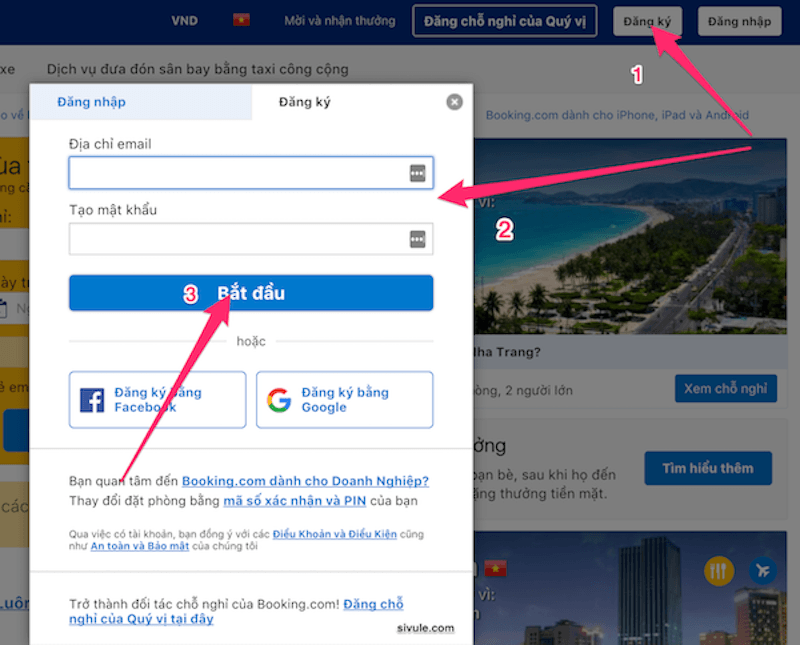 VND
Mời và nhận thưởng
Đăng chỗ nghỉ của Quý vị
Đăng ký
Đăng nhập
xe
Dịch vụ đưa đón sân bay bằng taxi công cộng
1
Đăng nhập
Đăng ký
Booking.com dành cho iPhone, iPad và Android
Địa chỉ email
vì:
2
Tạo mật khẩu
3
Bắt đầu
hoặc
Nha Trang?
Đăng ký bằng Facebook
Đăng ký bằng Google
2 người lớn
Xem chỗ nghỉ
Bạn quan tâm đến Booking.com dành cho Doanh Nghiệp?
Thay đổi đặt phòng bằng mã số xác nhận và PIN của bạn
bạn bè, sau khi họ đến
tặng thưởng tiền mặt.
Tìm hiểu thêm
Qua việc có tài khoản, bạn đồng ý với các Điều Khoản và Điều Kiện cũng
như An toàn và Bảo mật của chúng tôi
vì:
Trở thành đối tác chỗ nghỉ của Booking.com! Đăng chỗ
nghỉ của Quý vị tại đây
sivule.com